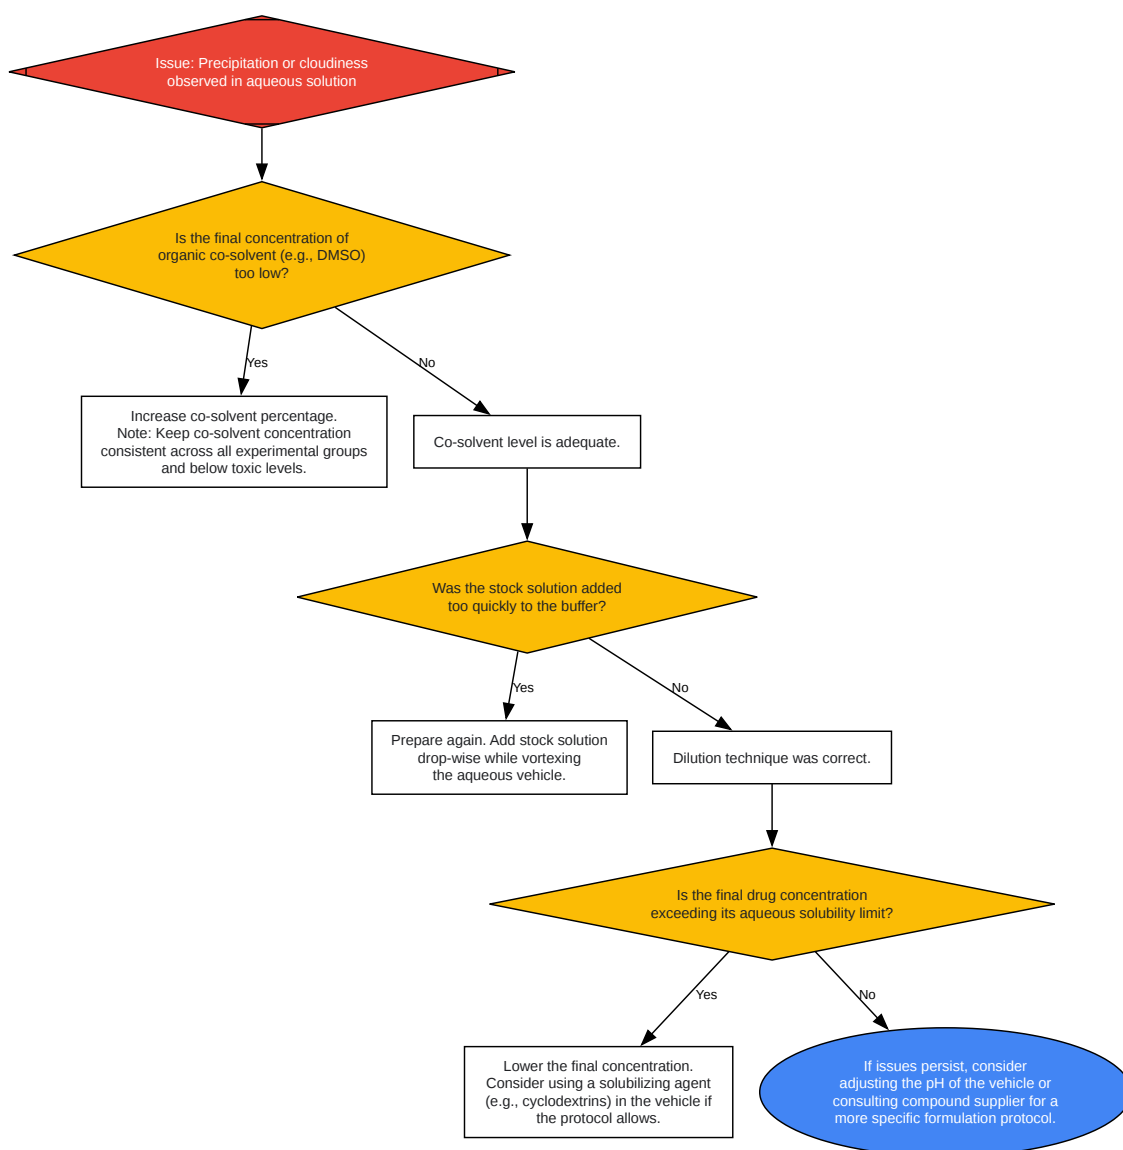 Issue: Precipitation or cloudiness
observed in aqueous solution
Is the final concentration of
organic co-solvent (e.g., DMSO)
too low?
Yes
No
Increase co-solvent percentage.
Note: Keep co-solvent concentration
consistent across all experimental groups
and below toxic levels.
Co-solvent level is adequate.
Was the stock solution added
too quickly to the buffer?
Yes
No
Prepare again. Add stock solution
drop-wise while vortexing
the aqueous vehicle.
Dilution technique was correct.
Is the final drug concentration
exceeding its aqueous solubility limit?
Yes
No
Lower the final concentration.
Consider using a solubilizing agent
(e.g., cyclodextrins) in the vehicle if
the protocol allows.
If issues persist, consider
adjusting the pH of the vehicle or
consulting compound supplier for a
more specific formulation protocol.